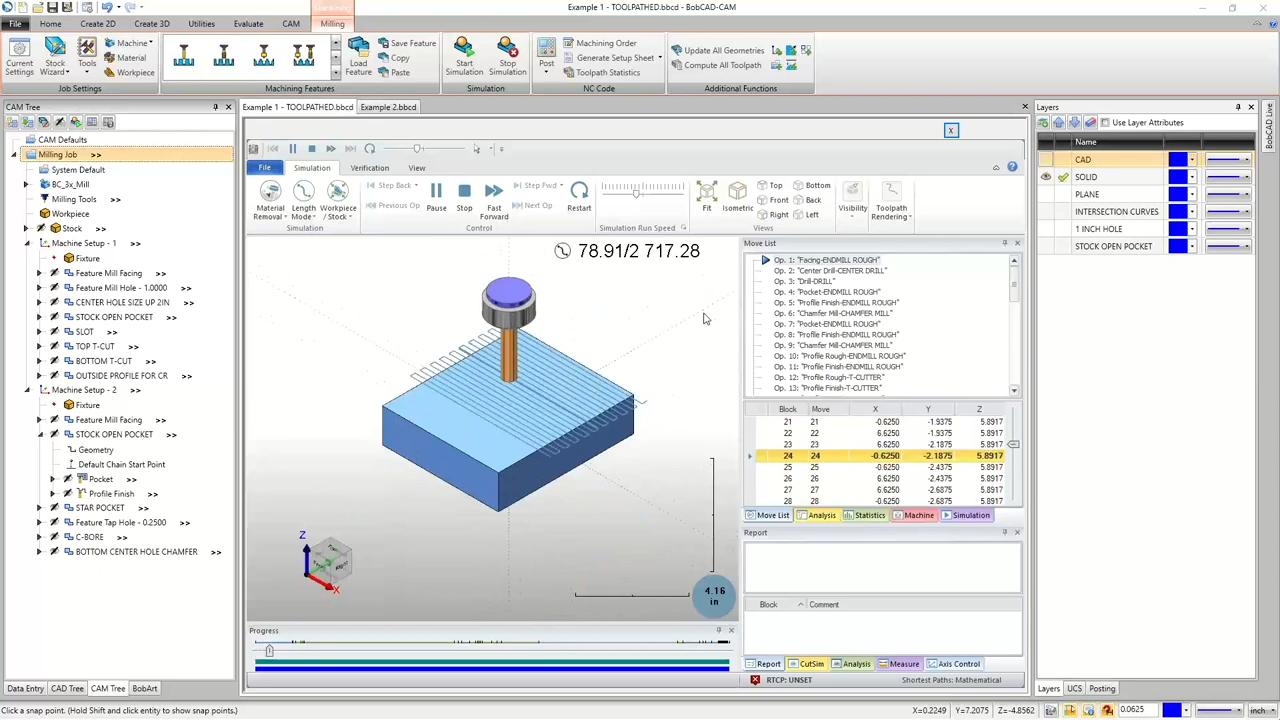 Machining
Example 1 - TOOLPATHED.bbcd - BobCAD-CAM
File
Home
Create 2D
Create 3D
Utilities
Evaluate
CAM
Milling
Current Settings
Stock Wizard
Tools
Machine
Material
Workpiece
Load Feature
Save Feature
Copy
Paste
Start Simulation
Stop Simulation
Post
Machining Order
Generate Setup Sheet
Toolpath Statistics
Update All Geometries
Compute All Toolpath
Job Settings
Machining Features
Simulation
NC Code
Additional Functions
CAM Tree
CAM Defaults
Milling Job >>
System Default
BC_3x_Mill
Milling Tools >>
Workpiece
Stock >>
Machine Setup - 1 >>
Fixture
Feature Mill Facing >>
Feature Mill Hole - 1.0000 >>
CENTER HOLE SIZE UP 2IN >>
STOCK OPEN POCKET >>
SLOT >>
TOP T-CUT >>
BOTTOM T-CUT >>
OUTSIDE PROFILE FOR CR >>
Machine Setup - 2 >>
Fixture
Feature Mill Facing >>
STOCK OPEN POCKET >>
Geometry
Default Chain Start Point
Pocket >>
Profile Finish >>
STAR POCKET >>
Feature Tap Hole - 0.2500 >>
C-BORE >>
BOTTOM CENTER HOLE CHAMFER >>
Data Entry
CAD Tree
CAM Tree
BobArt
Example 1 - TOOLPATHED.bbcd
Example 2.bbcd
x
File
Simulation
Verification
View
Material Removal
Length Mode
Workpiece / Stock
Step Back
Previous Op
Pause
Stop
Fast Forward
Step Fwd
Next Op
Restart
Fit
Isometric
Top
Front
Right
Bottom
Back
Left
Visibility
Toolpath Rendering
Simulation
Control
Simulation Run Speed
Views
78.91/2 717.28
Z
X
4.16 in
Progress
Move List
Op. 1: "Facing-ENDMILL ROUGH"
Op. 2: "Center Drill-CENTER DRILL"
Op. 3: "Drill-DRILL"
Op. 4: "Pocket-ENDMILL ROUGH"
Op. 5: "Profile Finish-ENDMILL ROUGH"
Op. 6: "Chamfer Mill-CHAMFER MILL"
Op. 7: "Pocket-ENDMILL ROUGH"
Op. 8: "Profile Finish-ENDMILL ROUGH"
Op. 9: "Chamfer Mill-CHAMFER MILL"
Op. 10: "Profile Rough-ENDMILL ROUGH"
Op. 11: "Profile Finish-ENDMILL ROUGH"
Op. 12: "Profile Rough-T-CUTTER"
Op. 13: "Profile Finish-T-CUTTER"
Block Move X Y Z
21 21 -0.6250 -1.9375 5.8917
22 22 6.6250 -1.9375 5.8917
23 23 6.6250 -2.1875 5.8917
24 24 -0.6250 -2.1875 5.8917
25 25 -0.6250 -2.4375 5.8917
26 26 6.6250 -2.4375 5.8917
27 27 6.6250 -2.6875 5.8917
28 28 -0.6250 -2.6875 5.8917
Move List
Analysis
Statistics
Machine
Simulation
Report
Block Comment
Report
CutSim
Analysis
Measure
Axis Control
RTCP: UNSET
Shortest Paths: Mathematical
Layers
Use Layer Attributes
Name
CAD
SOLID
PLANE
INTERSECTION CURVES
1 INCH HOLE
STOCK OPEN POCKET
Layers
UCS
Posting
BobCAD Live
Click a snap point. (Hold Shift and click entity to show snap points.)
X=0.2249 Y=7.2075 Z=-4.8562
0.0625
inch